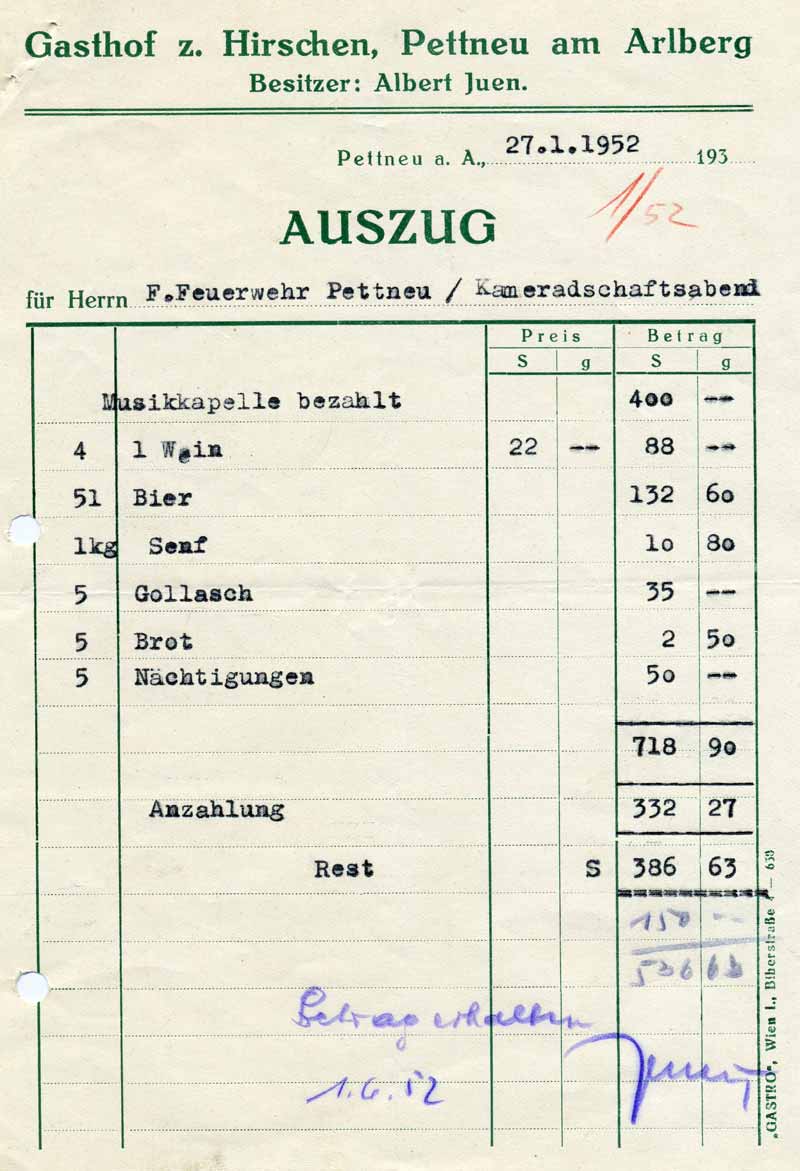 Gasthof z. Hirschen, Pettneu am Arlberg
Besitzer: Albert Juen.
Pettneu a. A., 27.1.1952 193
1/52
AUSZUG
für Herrn F.Feuerwehr Pettneu / Kameradschaftsabend
Preis Betrag
S g S g
Musikkapelle bezahlt 400 --
4 l Wein 22 -- 88 --
51 Bier 132 60
1kg Senf 10 80
5 Gollasch 35 --
5 Brot 2 50
5 Nächtigungen 50 --
718 90
Anzahlung 332 27
Rest S 386 63
150 --
536 63
Betrag erhalten
1.6.52 Juen
"GASTRO", Wien I., Biberstraße — 639